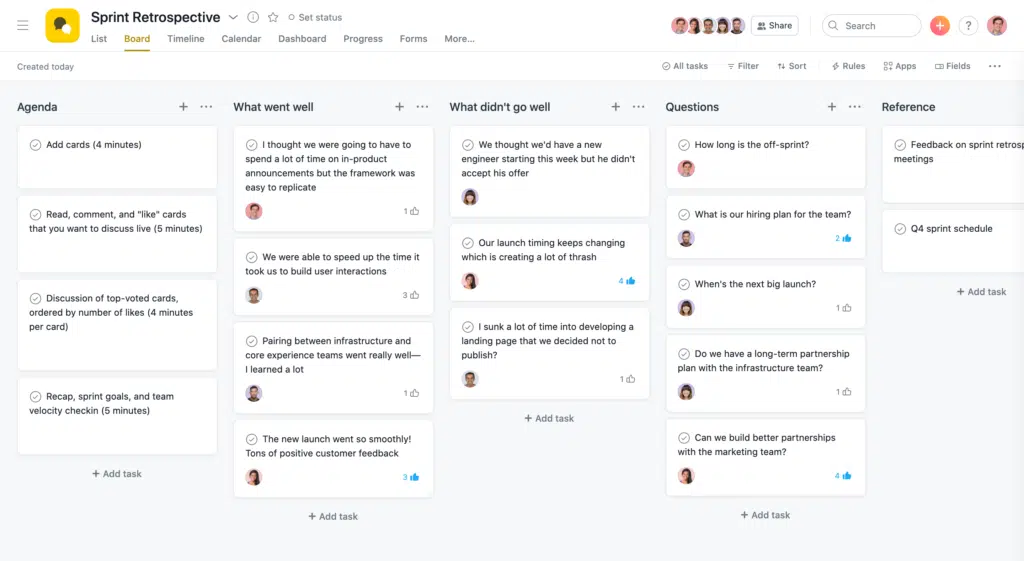 Sprint Retrospective
Set status
Share
Search
?
List Board Timeline Calendar Dashboard Progress Forms More...
Created today
All tasks Filter Sort Rules Apps Fields
Agenda
Add cards (4 minutes)
Read, comment, and "like" cards
that you want to discuss live (5 minutes)
Discussion of top-voted cards,
ordered by number of likes (4 minutes
per card)
Recap, sprint goals, and team
velocity checkin (5 minutes)
+ Add task
What went well
I thought we were going to have to
spend a lot of time on in-product
announcements but the framework was
easy to replicate
1
We were able to speed up the time it
took us to build user interactions
3
Pairing between infrastructure and
core experience teams went really well—
I learned a lot
1
The new launch went so smoothly!
Tons of positive customer feedback
3
+ Add task
What didn't go well
We thought we'd have a new
engineer starting this week but he didn't
accept his offer
Our launch timing keeps changing
which is creating a lot of thrash
4
I sunk a lot of time into developing a
landing page that we decided not to
publish?
1
+ Add task
Questions
How long is the off-sprint?
What is our hiring plan for the team?
2
When's the next big launch?
1
Do we have a long-term partnership
plan with the infrastructure team?
1
Can we build better partnerships
with the marketing team?
4
+ Add task
Reference
Feedback on sprint retrosp
meetings
Q4 sprint schedule
+ Add task